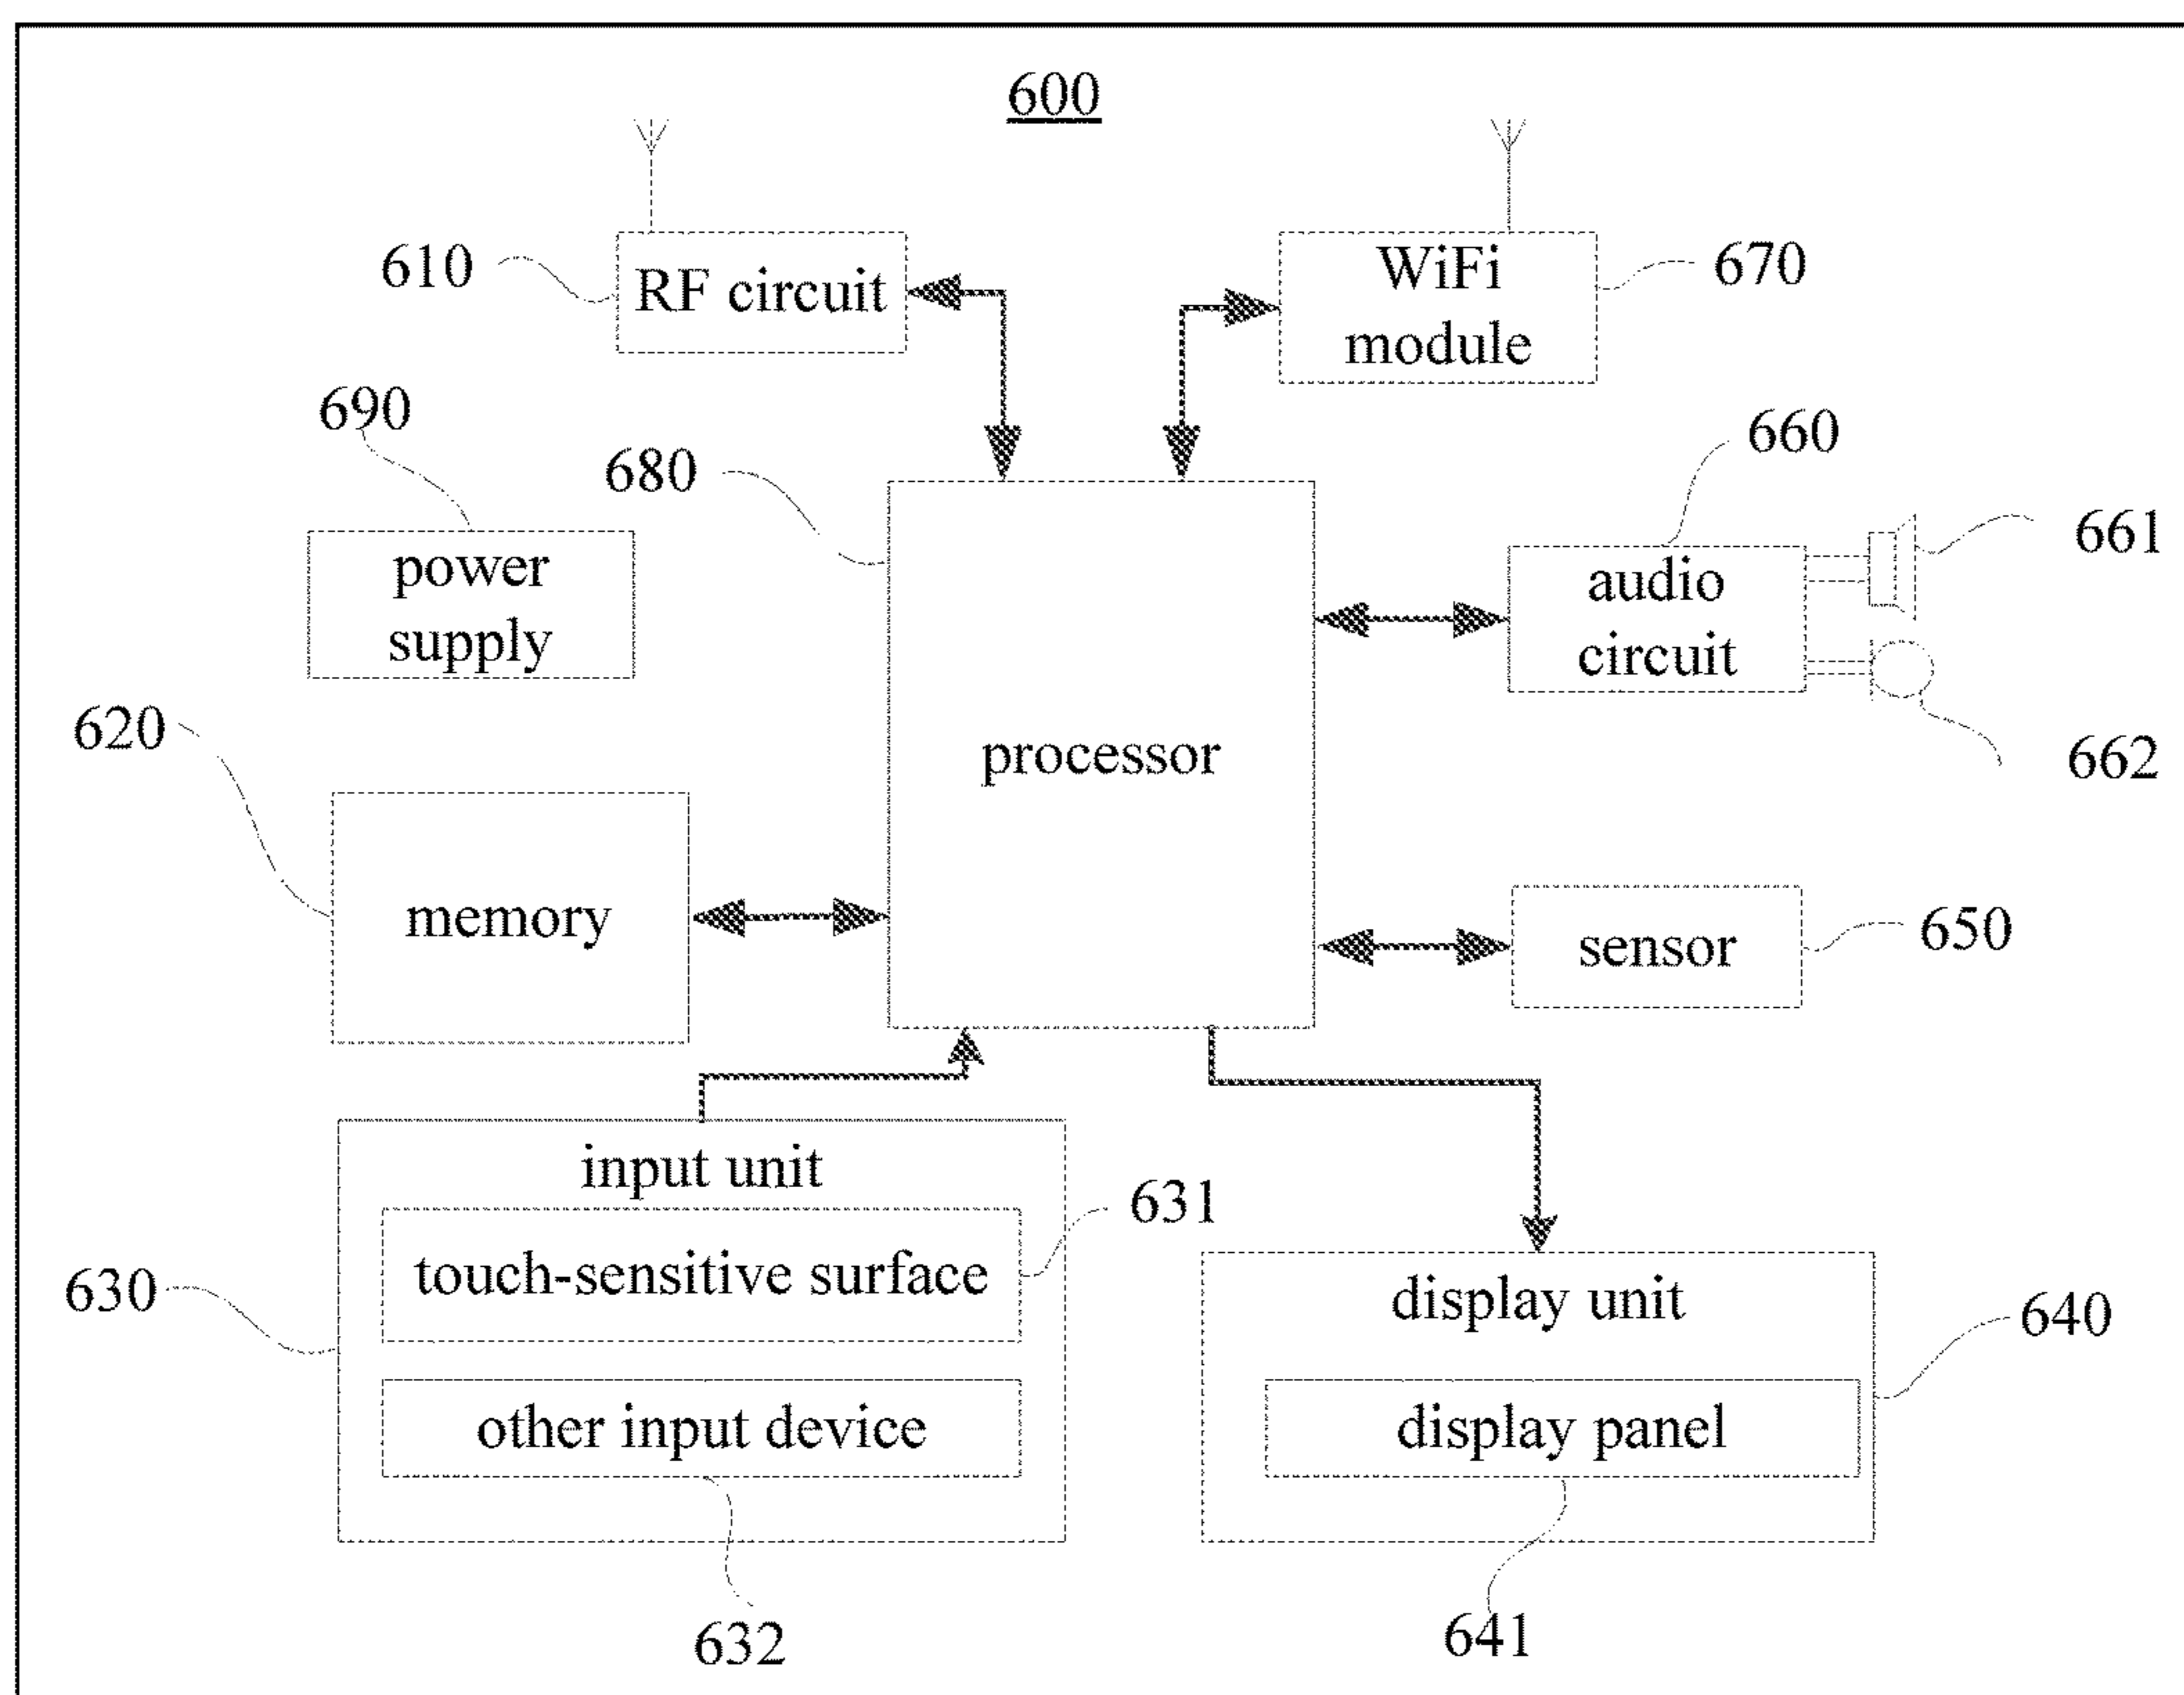 600
610
RF circuit
WiFi
module
670
690
680
660
661
power
supply
audio
circuit
620
processor
662
memory
sensor
650
input unit
631
touch-sensitive surface
630
display unit
640
other input device
display panel
632
641